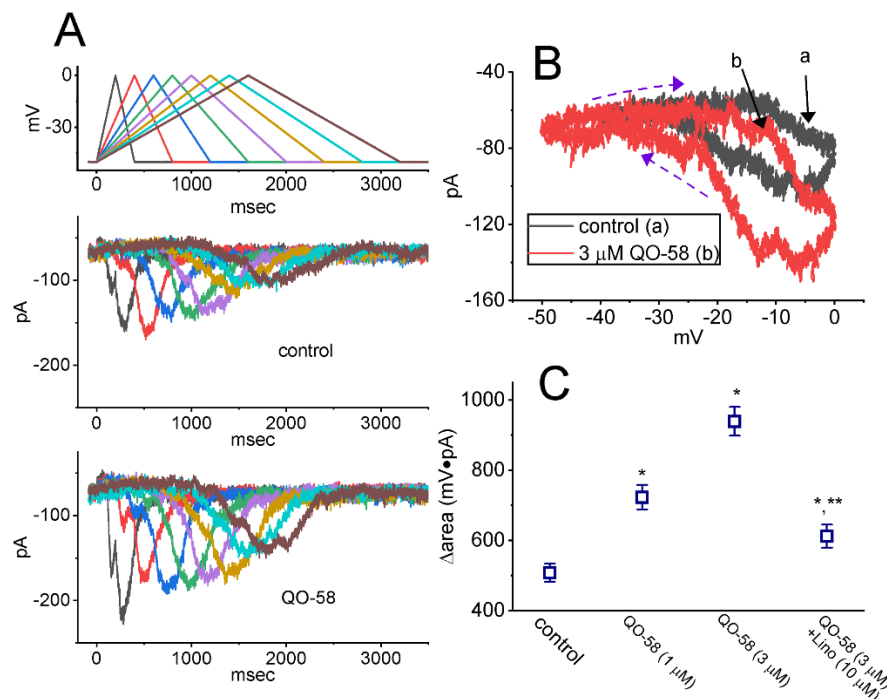 A
0
-30
mV
0
1000
2000
3000
msec
-100
-200
pA
control
0
1000
2000
3000
msec
-100
-200
pA
QO-58
0
1000
2000
3000
msec
B
b
a
-40
-60
-80
-100
-120
-140
-160
pA
control (a)
3 μM QO-58 (b)
-50
-40
-30
-20
-10
0
mV
C
1000
800
600
400
Δarea (mV•pA)
*
*
*,**
control
QO-58 (1 μM)
QO-58 (3 μM)
QO-58 (3 μM)
+Lino (10 μM)